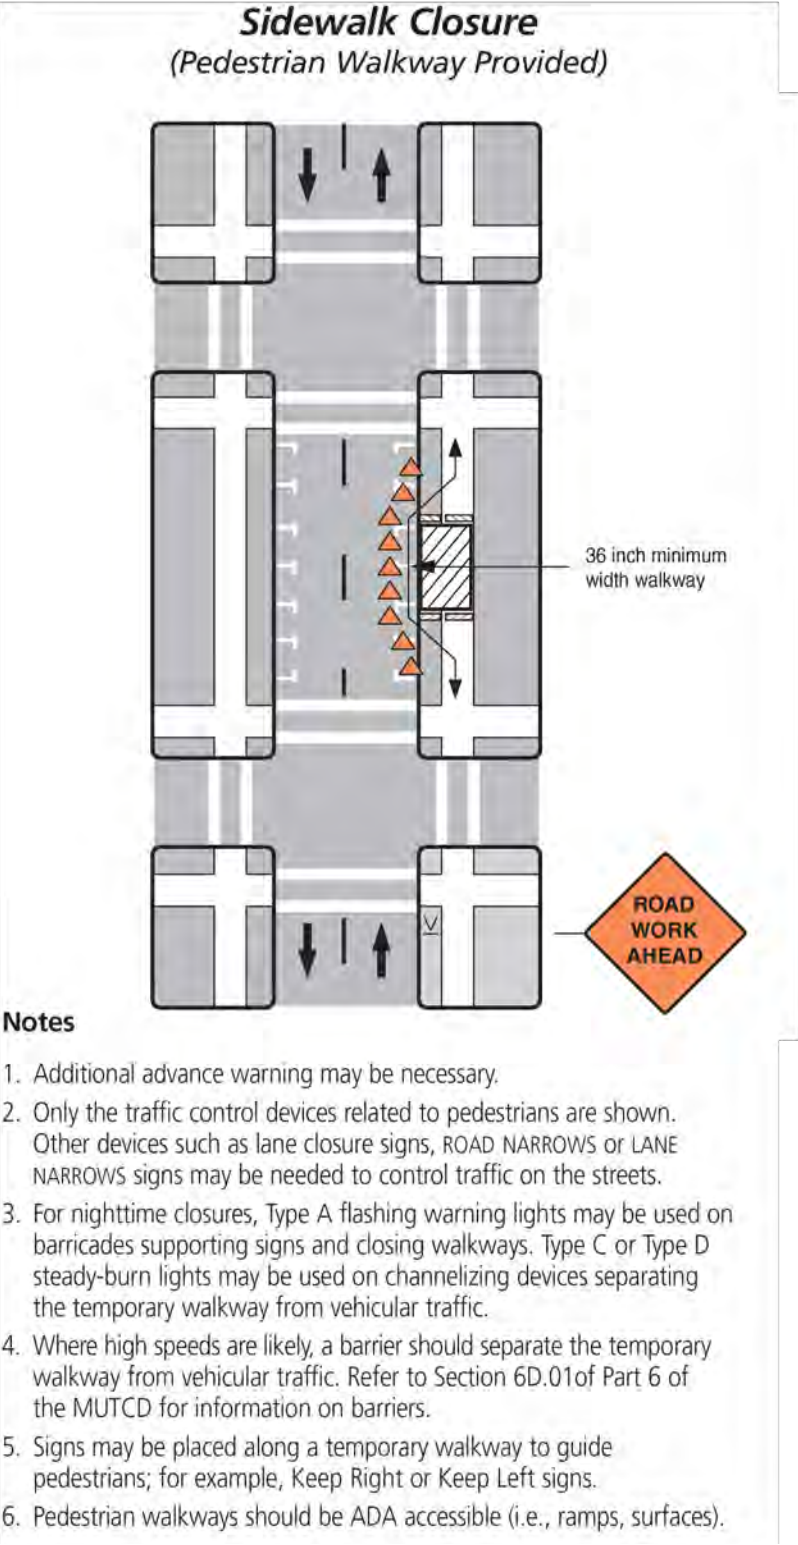 Sidewalk Closure
(Pedestrian Walkway Provided)
36 inch minimum
width walkway
ROAD
WORK
AHEAD
Notes
1. Additional advance warning may be necessary.
2. Only the traffic control devices related to pedestrians are shown.
Other devices such as lane closure signs, ROAD NARROWS or LANE
NARROWS signs may be needed to control traffic on the streets.
3. For nighttime closures, Type A flashing warning lights may be used on
barricades supporting signs and closing walkways. Type C or Type D
steady-burn lights may be used on channelizing devices separating
the temporary walkway from vehicular traffic.
4. Where high speeds are likely, a barrier should separate the temporary
walkway from vehicular traffic. Refer to Section 6D.01of Part 6 of
the MUTCD for information on barriers.
5. Signs may be placed along a temporary walkway to guide
pedestrians; for example, Keep Right or Keep Left signs.
6. Pedestrian walkways should be ADA accessible (i.e., ramps, surfaces).